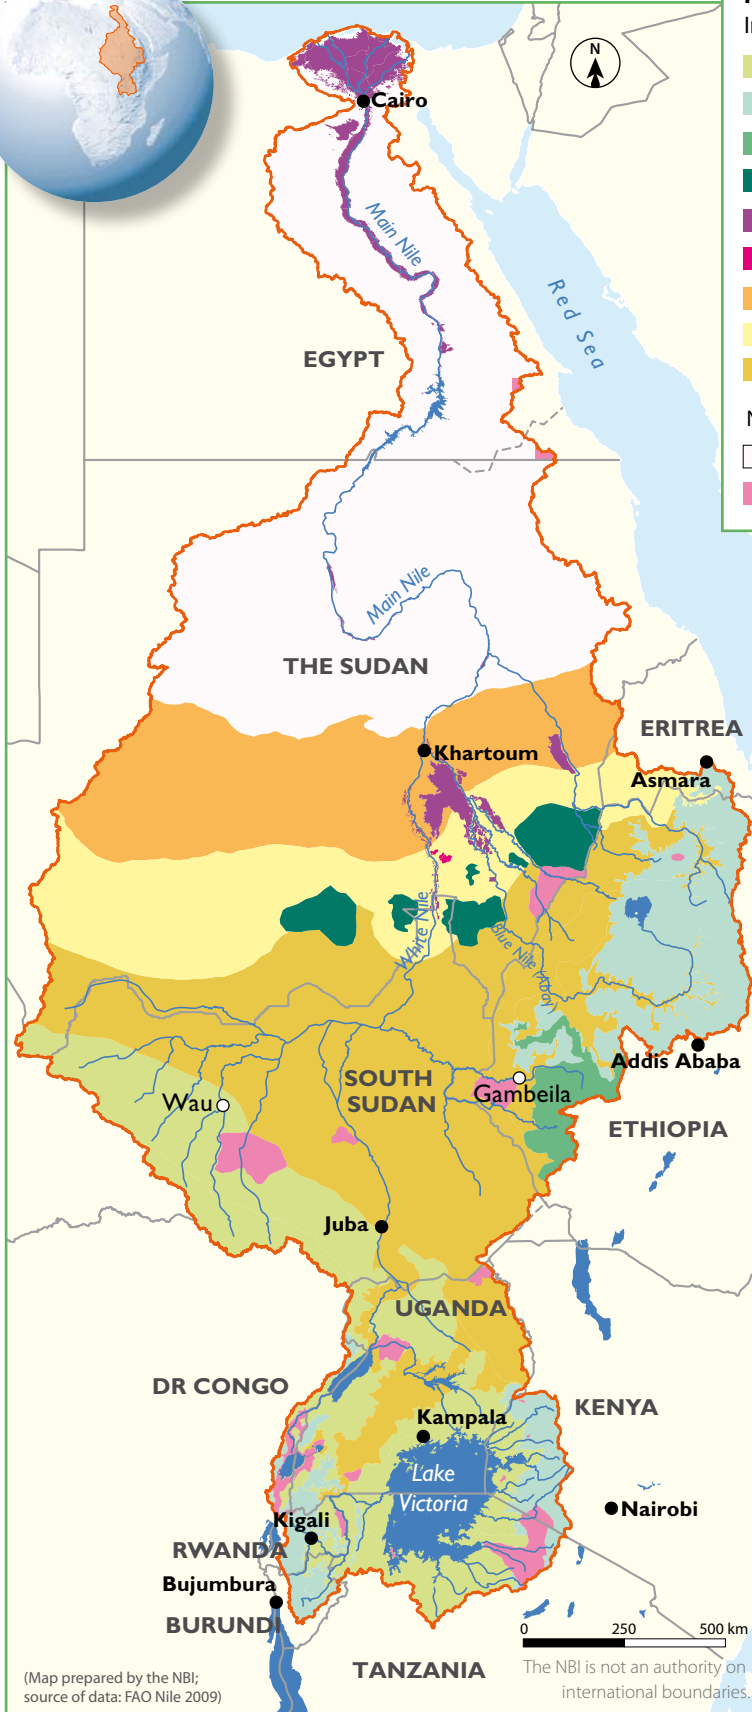 N
Cairo
Main Nile
Red Sea
EGYPT
Main Nile
THE SUDAN
ERITREA
Khartoum
Asmara
White Nile
Blue Nile (Abay)
Addis Ababa
SOUTH
SUDAN
Gambeila
Wau
ETHIOPIA
Juba
UGANDA
DR CONGO
KENYA
Kampala
Lake
Victoria
Nairobi
Kigali
RWANDA
Bujumbura
BURUNDI
0 250 500 km
TANZANIA
The NBI is not an authority on
international boundaries.
(Map prepared by the NBI;
source of data: FAO Nile 2009)